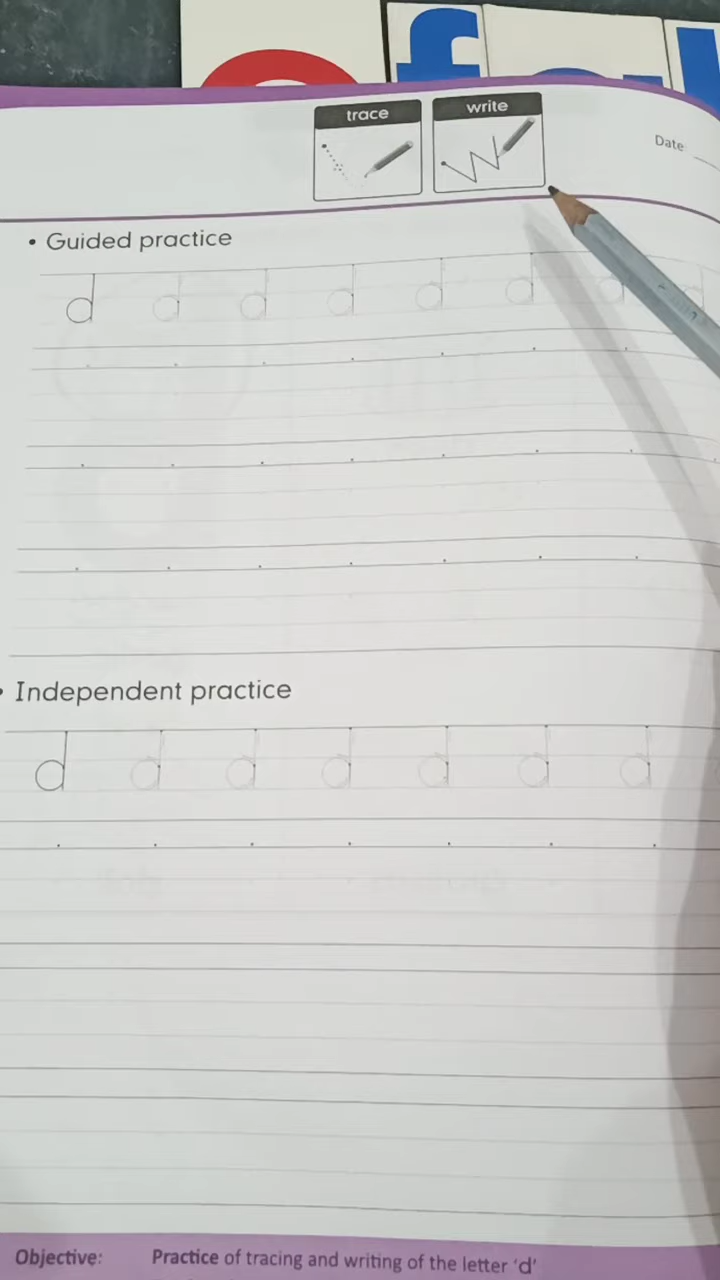 f
trace write
Date
• Guided practice
d d d d d d d d
• Independent practice
d d d d d d d
Objective: Practice of tracing and writing of the letter ‘d’